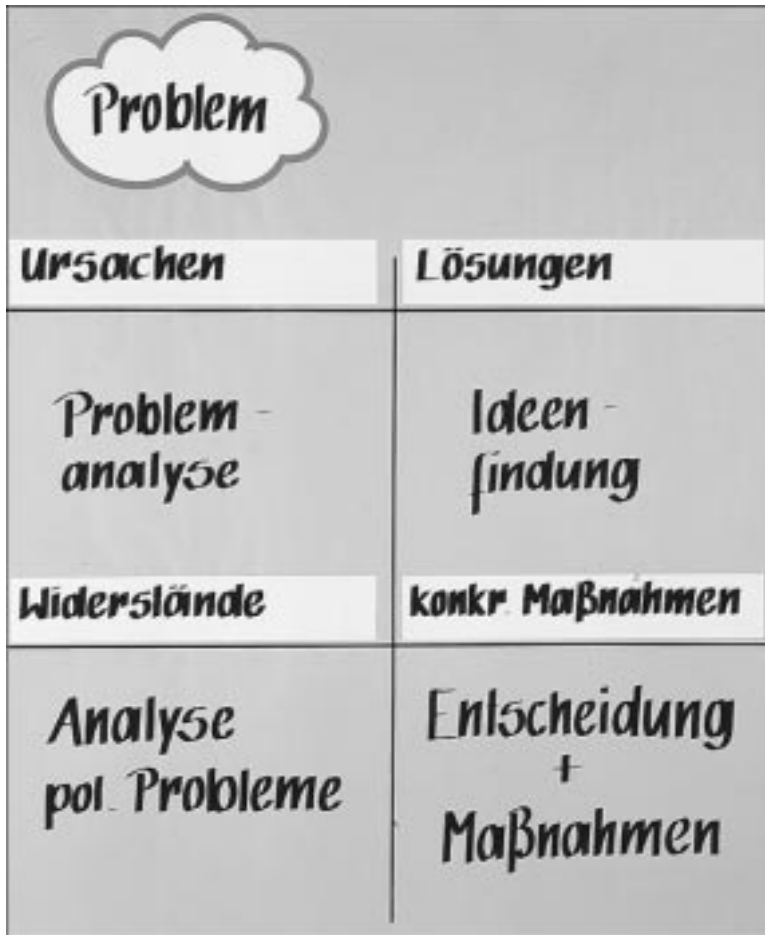 Problem
Ursachen
Lösungen
Problem-
analyse
Ideen-
findung
Widerstände
konkr. Maßnahmen
Analyse
pol. Probleme
Entscheidung
+
Maßnahmen